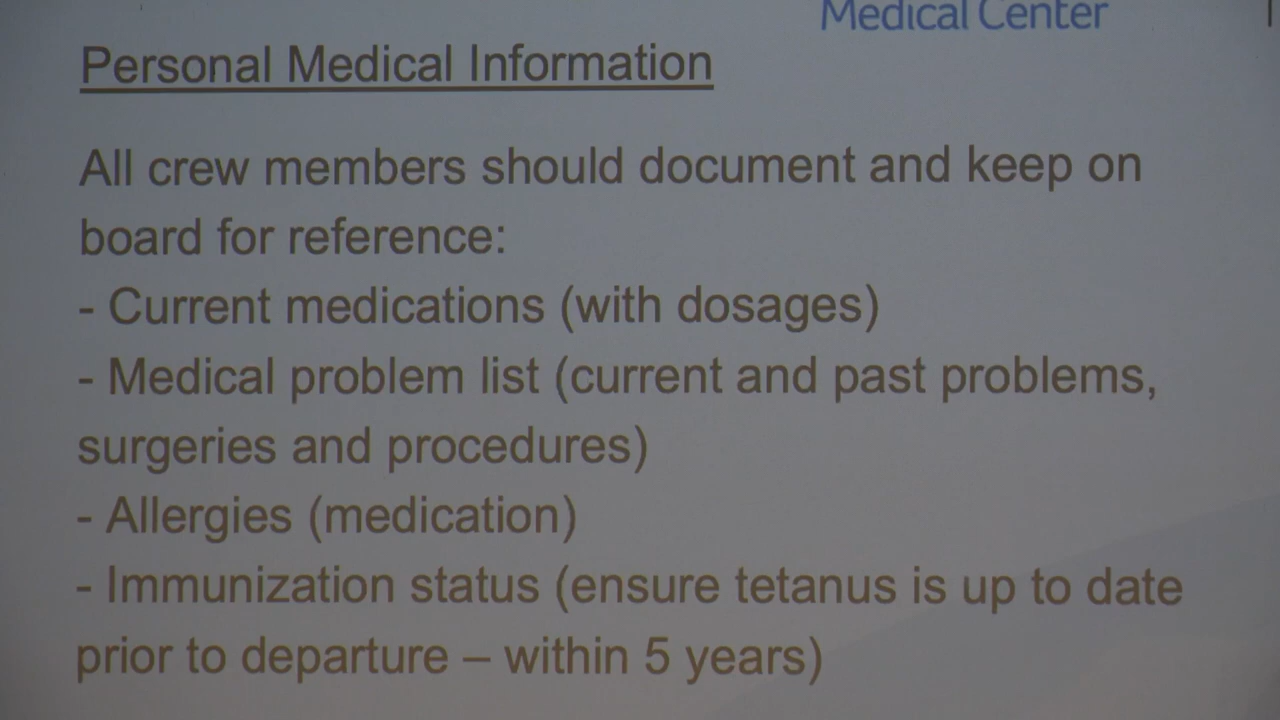 Medical Center
Personal Medical Information
All crew members should document and keep on
board for reference:
- Current medications (with dosages)
- Medical problem list (current and past problems,
surgeries and procedures)
- Allergies (medication)
- Immunization status (ensure tetanus is up to date
prior to departure – within 5 years)